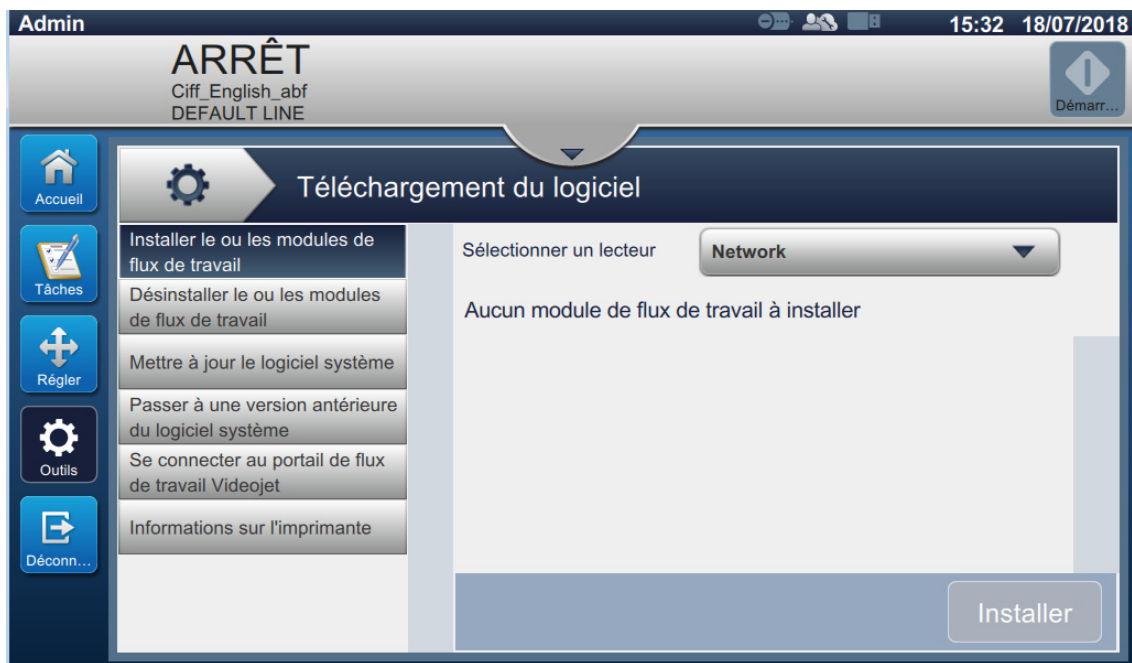 Admin
15:32 18/07/2018
ARRÊT
Ciff_English_abf
DEFAULT LINE
Démarr...
Accueil
Tâches
Régler
Outils
Déconn...
Téléchargement du logiciel
Installer le ou les modules de
flux de travail
Désinstaller le ou les modules
de flux de travail
Mettre à jour le logiciel système
Passer à une version antérieure
du logiciel système
Se connecter au portail de flux
de travail Videojet
Informations sur l'imprimante
Sélectionner un lecteur
Network
Aucun module de flux de travail à installer
Installer